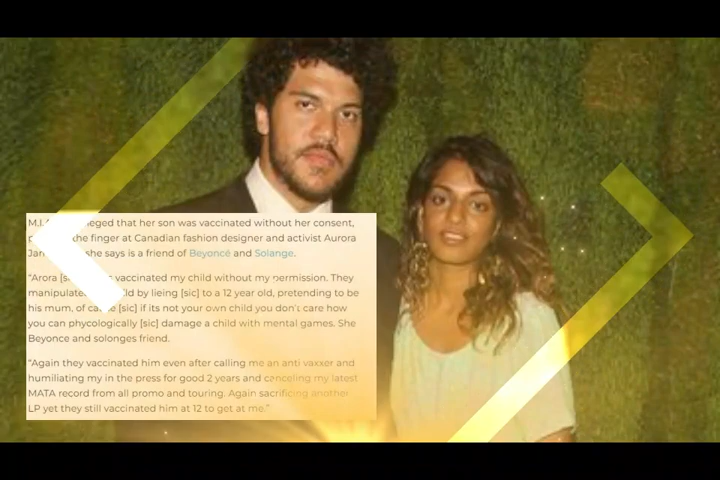 M.I. eged that her son was vaccinated without her consent,
the finger at Canadian fashion designer and activist Aurora
Ja she says is a friend of Beyoncé and Solange.
"Arora [s vaccinated my child without my permission. They
manipulate ld by lieing [sic] to a 12 year old, pretending to be
his mum, of ca e [sic] if its not your own child you don't care how
you can phycologically [sic] damage a child with mental games. She
Beyonce and solonges friend.
"Again they vaccinated him even after calling me an anti vaxxer and
humiliating my in the press for good 2 years and canceling my latest
MATA record from all promo and touring. Again sacrificing another
LP yet they still vaccinated him at 12 to get at me."